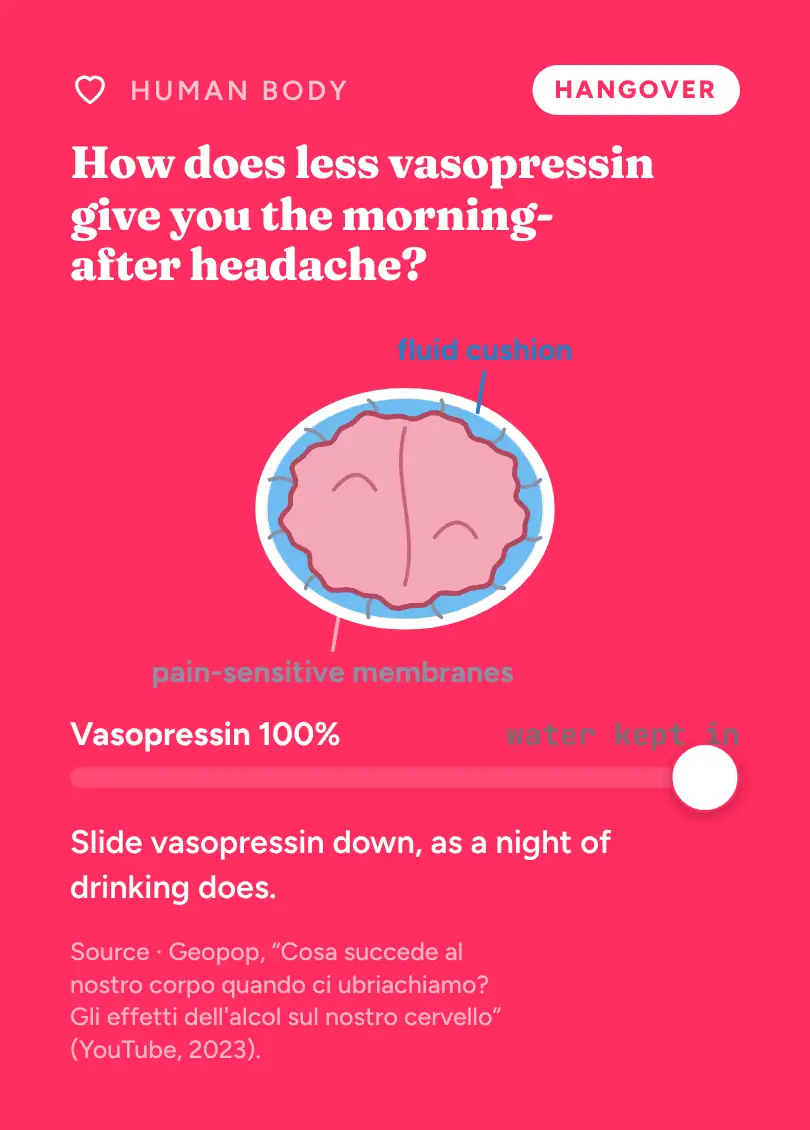 HUMAN BODY
HANGOVER
How does less vasopressin
give you the morning-
after headache?
fluid cushion
pain-sensitive membranes
Vasopressin 100%
water kept in
Slide vasopressin down, as a night of
drinking does.
Source · Geopop, “Cosa succede al
nostro corpo quando ci ubriachiamo?
Gli effetti dell'alcol sul nostro cervello”
(YouTube, 2023).